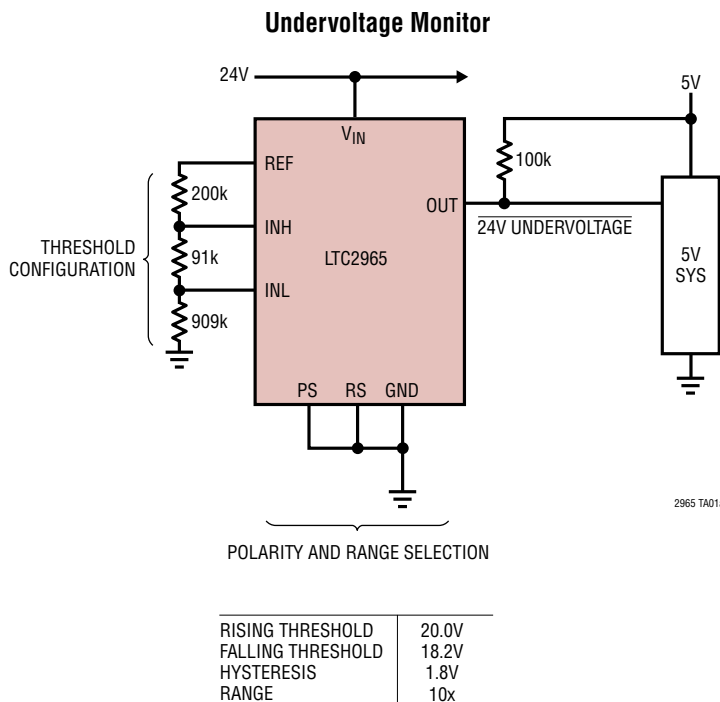 Undervoltage Monitor
24V
5V
VIN
REF
200k
INH
91k
INL
909k
THRESHOLD
CONFIGURATION
LTC2965
OUT
100k
24V UNDERVOLTAGE
5V
SYS
PS RS GND
2965 TA01a
POLARITY AND RANGE SELECTION
RISING THRESHOLD 20.0V
FALLING THRESHOLD 18.2V
HYSTERESIS 1.8V
RANGE 10x